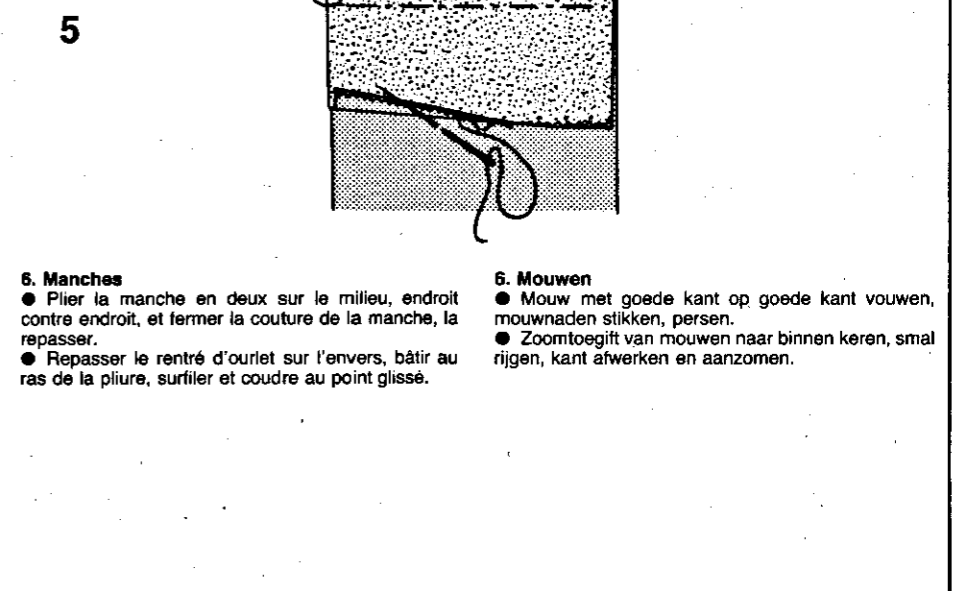 5
6. Manches
● Plier la manche en deux sur le milieu, endroit
contre endroit, et fermer la couture de la manche, la
repasser.
● Repasser le rentré d'ourlet sur l'envers, bâtir au
ras de la pliure, surfiler et coudre au point glissé.
6. Mouwen
● Mouw met goede kant op goede kant vouwen,
mouwnaden stikken, persen.
● Zoomtoegift van mouwen naar binnen keren, smal
rijgen, kant afwerken en aanzomen.